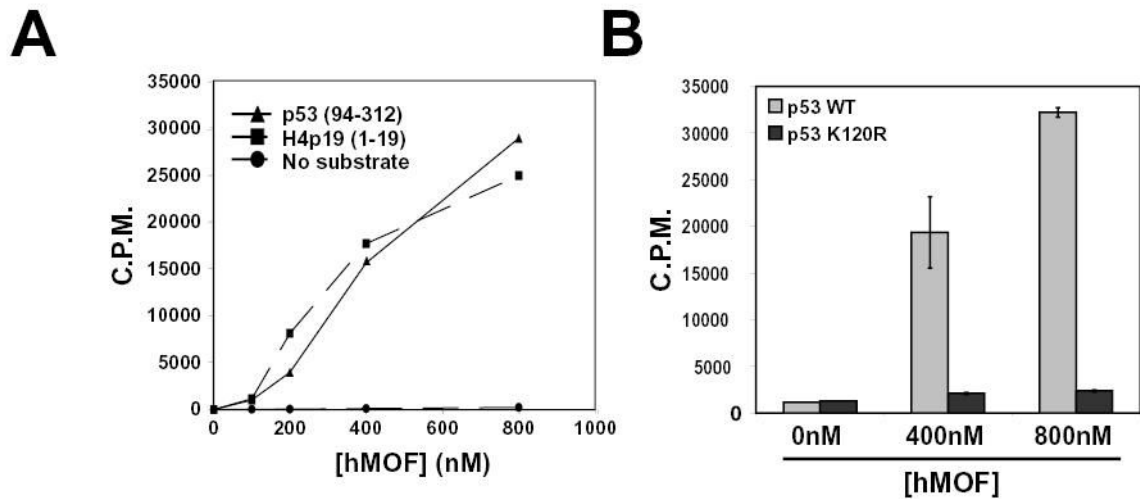 A
C.P.M.
35000
30000
25000
20000
15000
10000
5000
0
p53 (94-312)
H4p19 (1-19)
No substrate
0 200 400 600 800 1000
[hMOF] (nM)
B
C.P.M.
35000
30000
25000
20000
15000
10000
5000
0
p53 WT
p53 K120R
0nM 400nM 800nM
[hMOF]